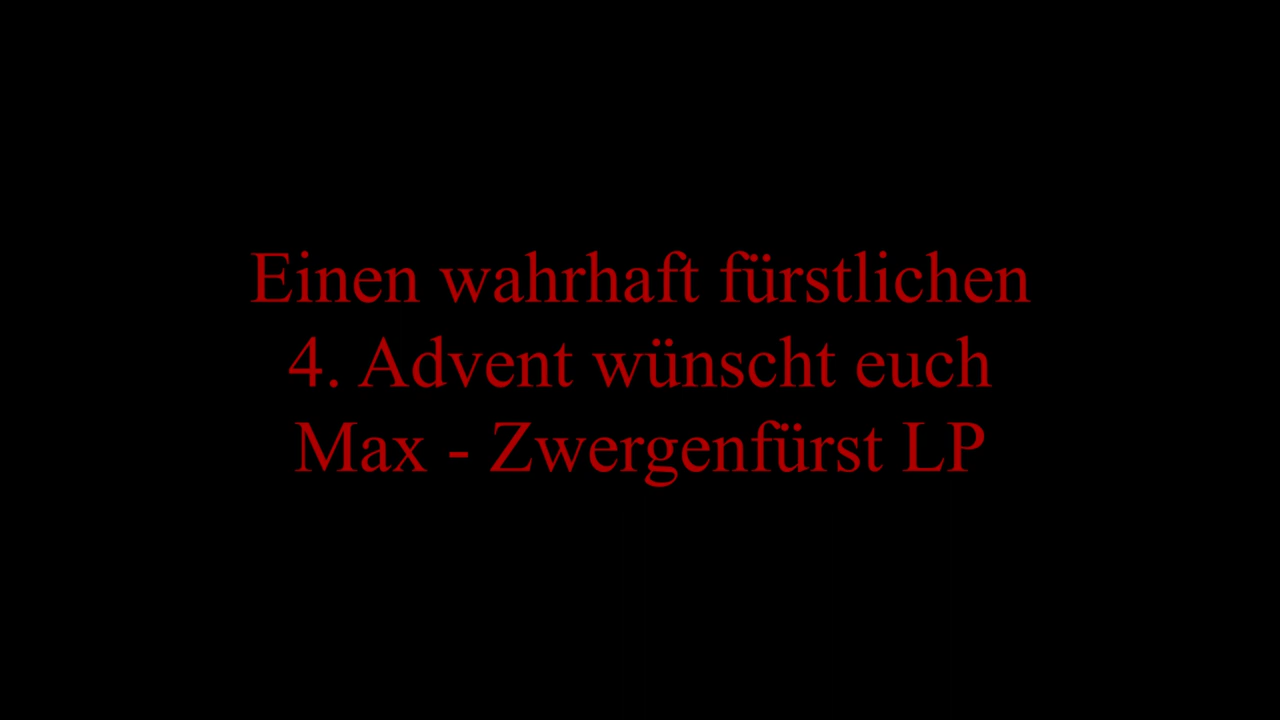 Einen wahrhaft fürstlichen
4. Advent wünscht euch
Max - Zwergenfürst LP